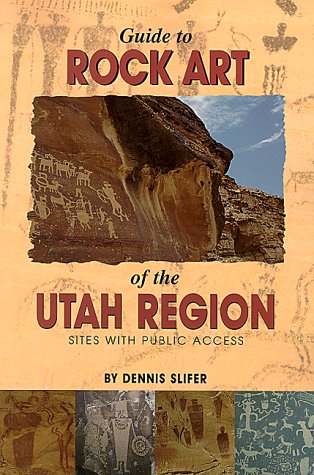 Guide to
ROCK ART
of the
UTAH REGION
SITES WITH PUBLIC ACCESS
BY DENNIS SLIFER